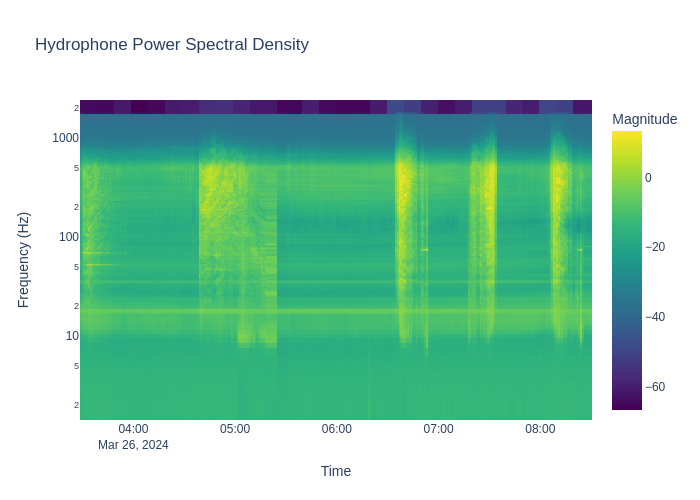 Hydrophone Power Spectral Density
Magnitude
0
−20
−40
−60
Frequency (Hz)
2
1000
5
2
100
5
2
10
5
2
04:00 05:00 06:00 07:00 08:00
Mar 26, 2024
Time